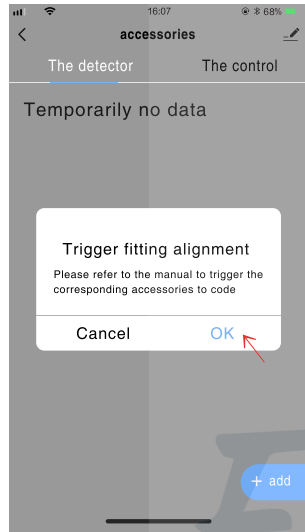 16:07
68%
accessories
The detector
The control
Temporarily no data
Trigger fitting alignment
Please refer to the manual to trigger the
corresponding accessories to code
Cancel
OK
+ add